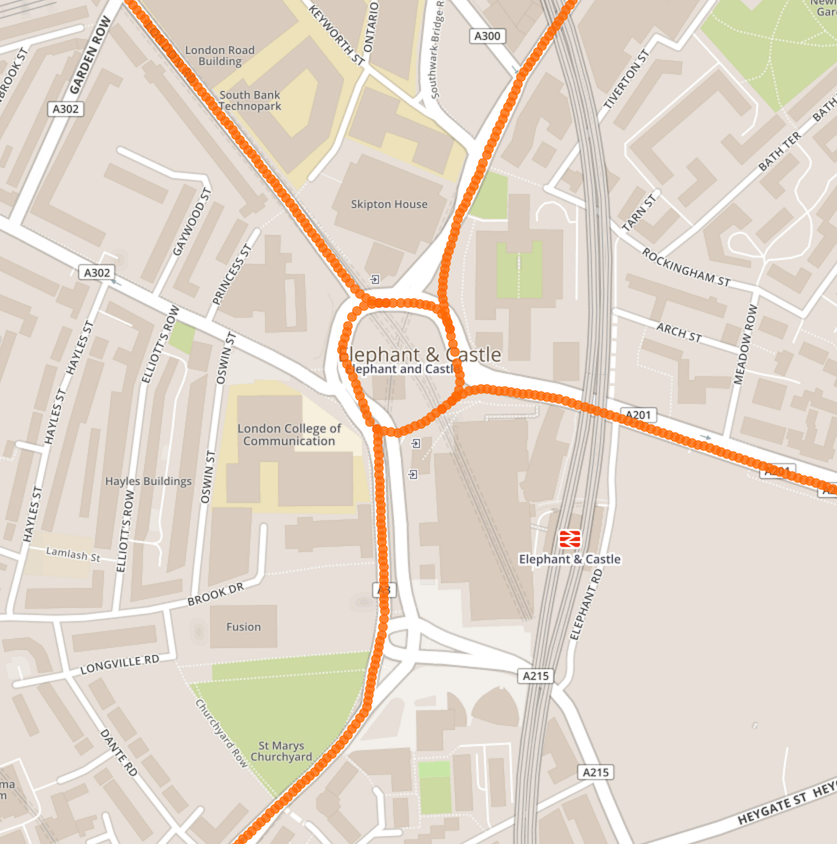 KEYWORTH ST
ONTARIO
Southwark Bridge R
A300
GARDEN ROW
London Road
Building
South Bank
Technopark
BROOK ST
A302
TIVERTON ST
BATH TER
BATH
GAYWOOD ST
Skipton House
TARN ST
PRINCESS ST
A302
ROCKINGHAM ST
HAYLES ST
ELLIOTT'S ROW
OSWIN ST
ARCH ST
MEADOW ROW
Elephant & Castle
Elephant and Castle
HAYLES ST
A201
London College of
Communication
A201
Hayles Buildings
OSWIN ST
HAYLES ST
ELLIOTT'S ROW
Lamlash St
Elephant & Castle
A3
BROOK DR
ELEPHANT RD
Fusion
LONGVILLE RD
A215
Churchyard Row
St Marys
Churchyard
DANTE RD
A215
HEYGATE ST